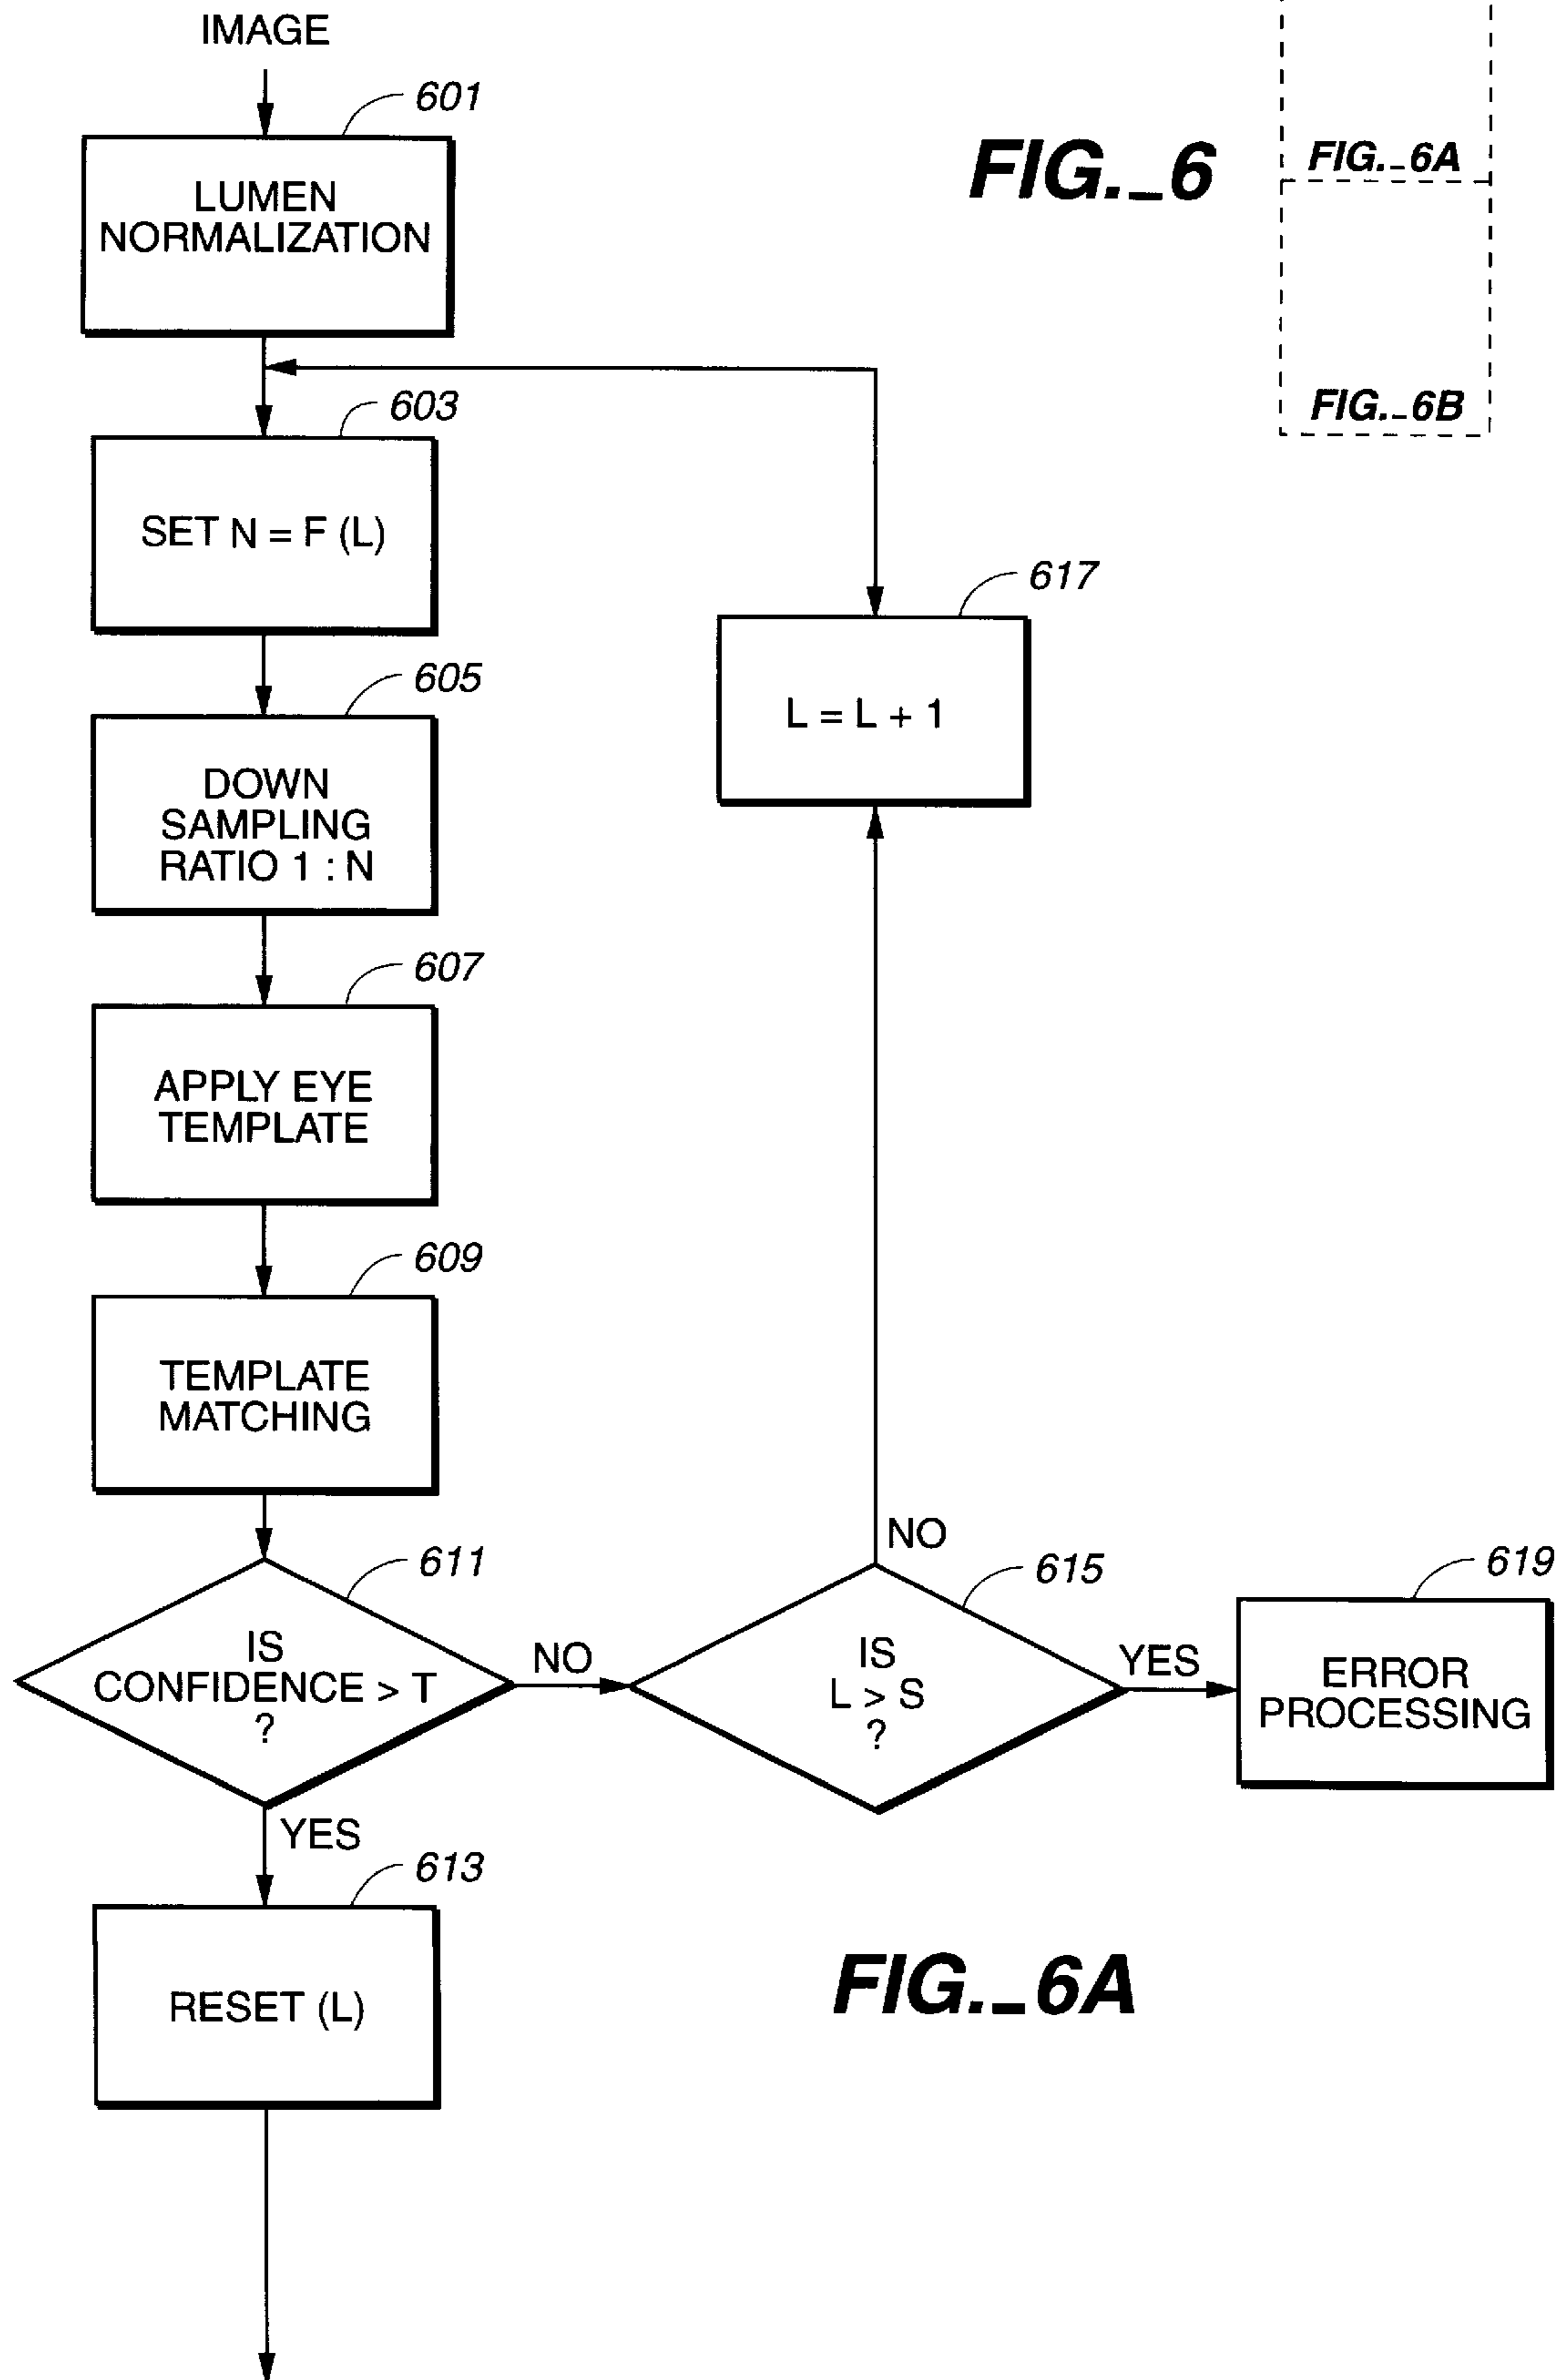 IMAGE
601
LUMEN
NORMALIZATION
FIG._6
FIG._6A
FIG._6B
603
SET N = F (L)
617
L = L + 1
605
DOWN
SAMPLING
RATIO 1 : N
607
APPLY EYE
TEMPLATE
609
TEMPLATE
MATCHING
611
IS
CONFIDENCE > T
?
NO
NO
615
IS
L > S
?
YES
619
ERROR
PROCESSING
YES
613
RESET (L)
FIG._6A